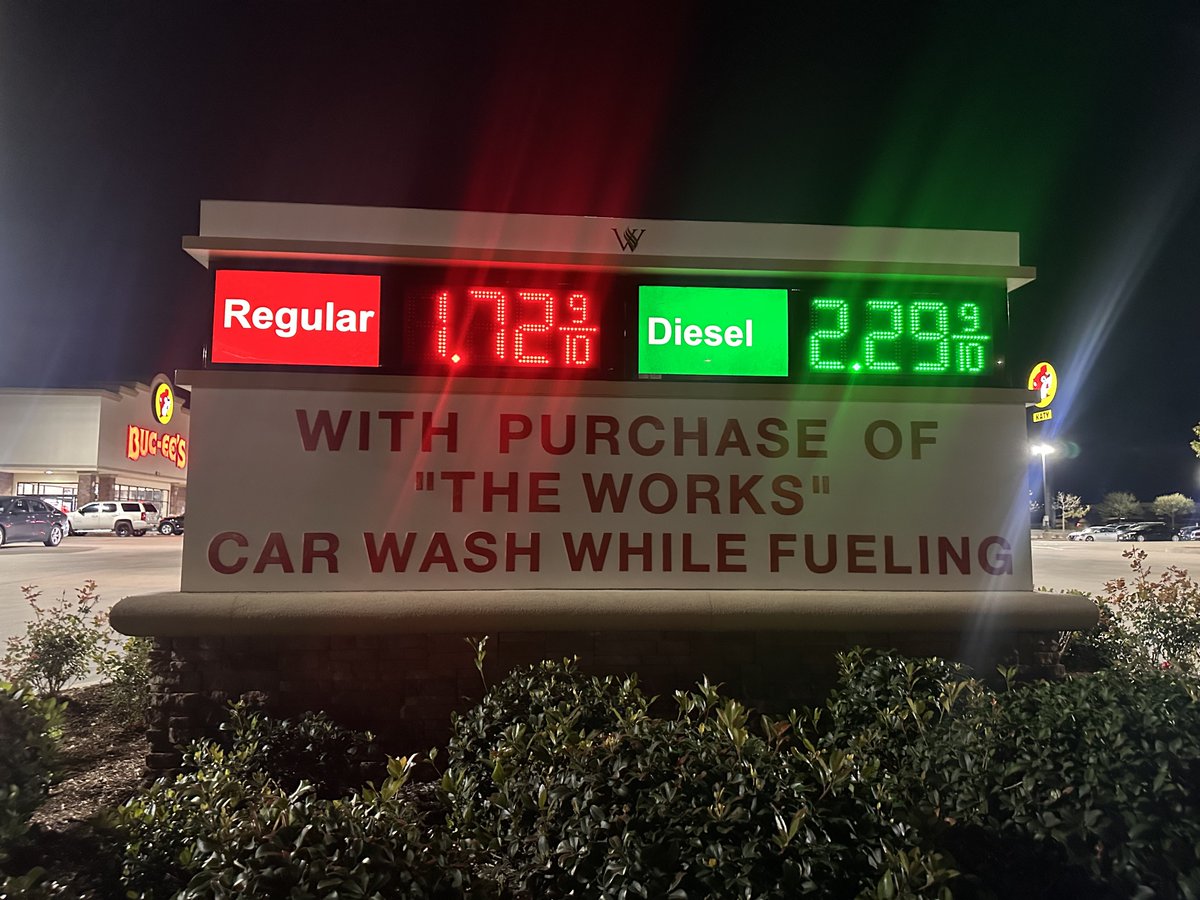 W
Regular 1.72 9/10 Diesel 2.29 9/10
WITH PURCHASE OF
"THE WORKS"
CAR WASH WHILE FUELING
BUC-EE'S
KATY